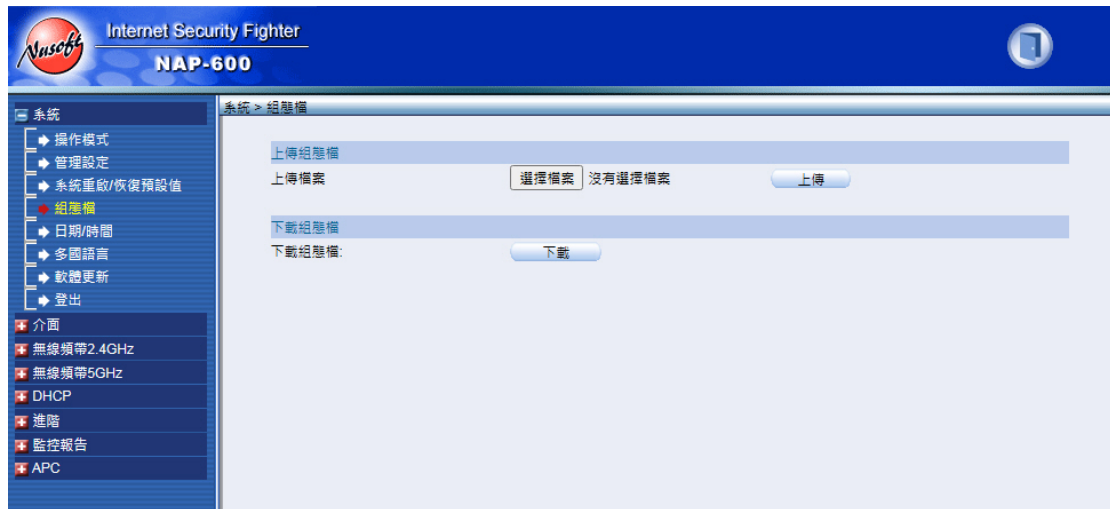 Nusoft
Internet Security Fighter
NAP-600
系統
操作模式
管理設定
系統重啟/恢復預設值
組態檔
日期/時間
多國語言
軟體更新
登出
介面
無線頻帶2.4GHz
無線頻帶5GHz
DHCP
進階
監控報告
APC
系統 > 組態檔
上傳組態檔
上傳檔案 選擇檔案 沒有選擇檔案 上傳
下載組態檔
下載組態檔: 下載